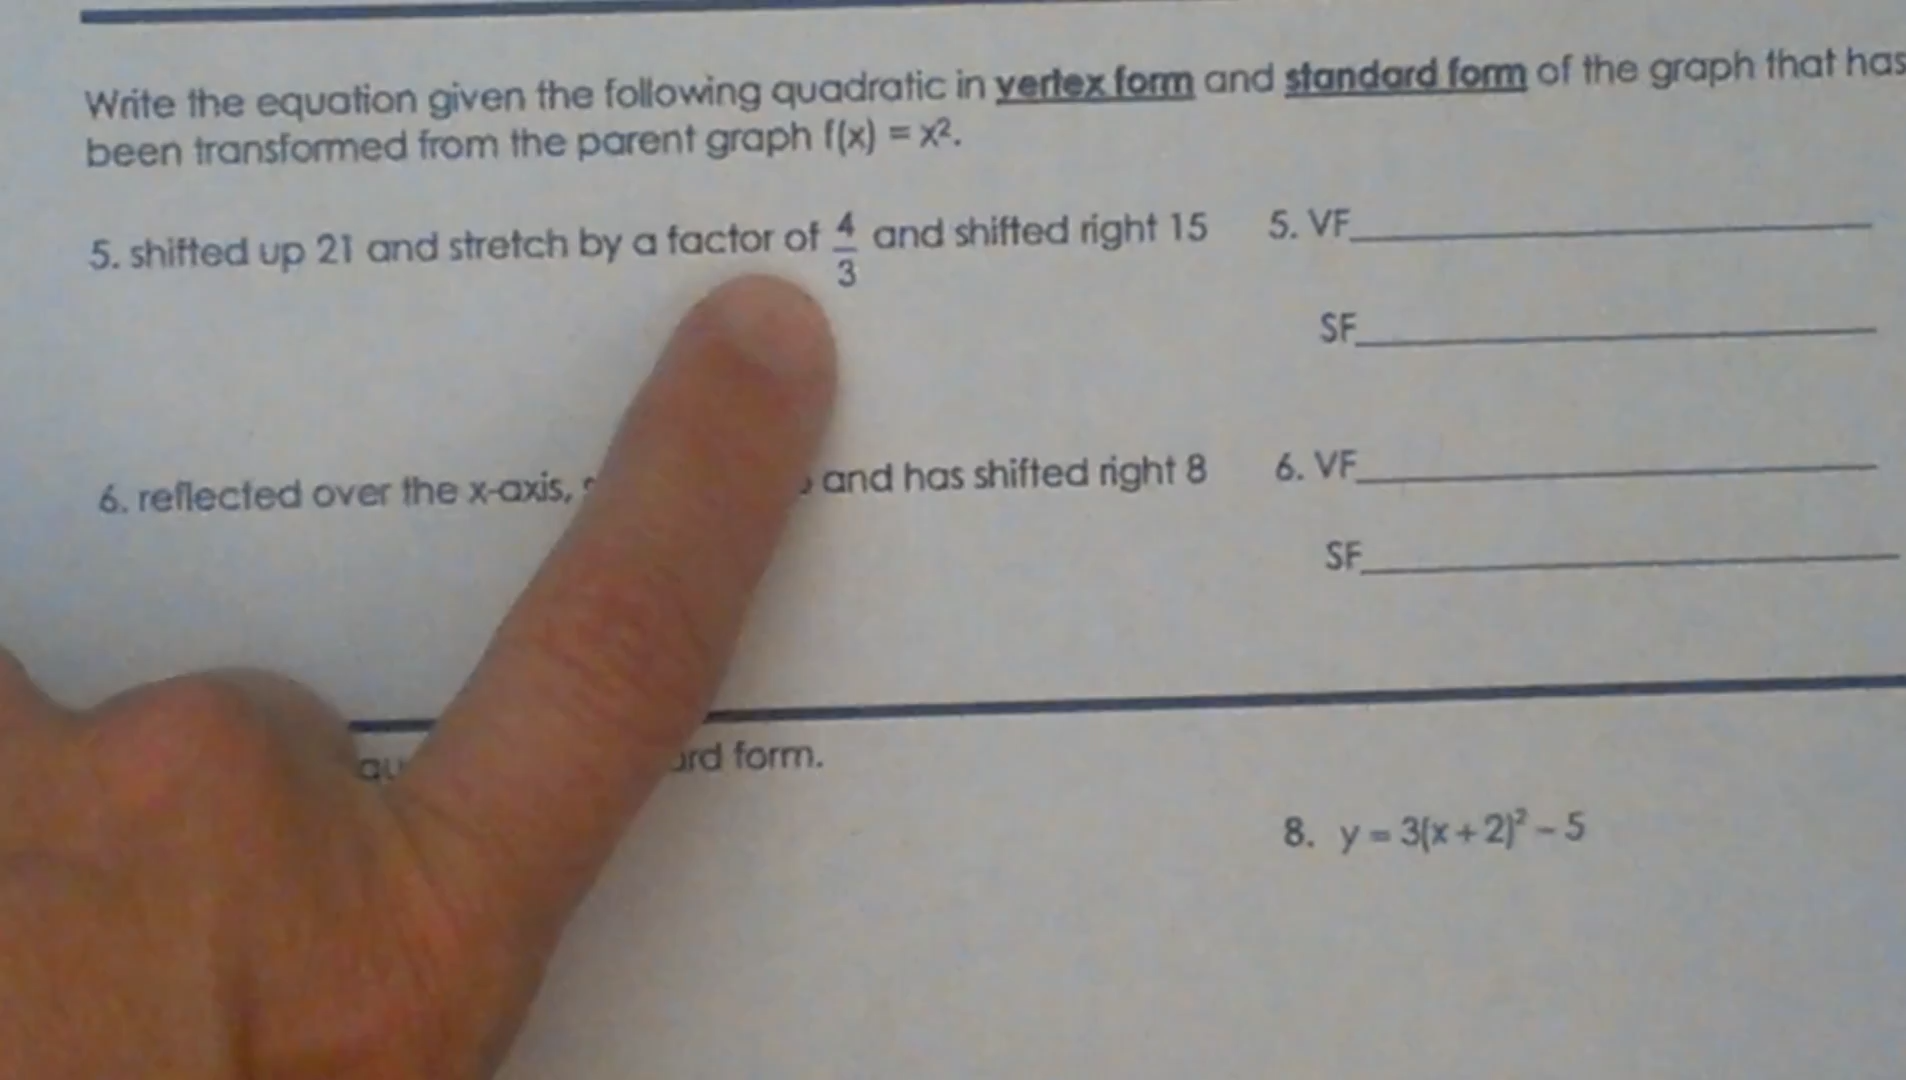 Write the equation given the following quadratic in vertex form and standard form of the graph that has
been transformed from the parent graph f(x) = x².
5. shifted up 21 and stretch by a factor of 4/3 and shifted right 15 5. VF
SF
6. reflected over the x-axis, and has shifted right 8 6. VF
SF
form.
8. y = 3(x + 2)² - 5